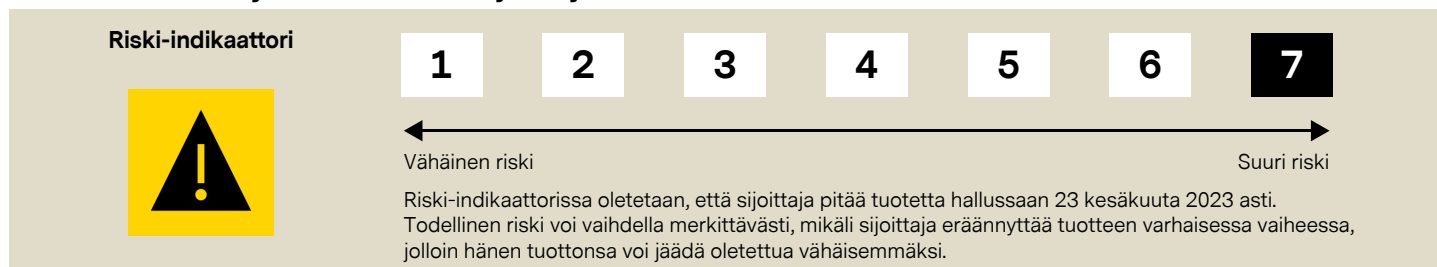 Riski-indikaattori
1 2 3 4 5 6 7
Vähäinen riski Suuri riski
Riski-indikaattorissa oletetaan, että sijoittaja pitää tuotetta hallussaan 23 kesäkuuta 2023 asti.
Todellinen riski voi vaihdella merkittävästi, mikäli sijoittaja eräännyttää tuotteen varhaisessa vaiheessa,
jolloin hänen tuottonsa voi jäädä oletettua vähäisemmäksi.